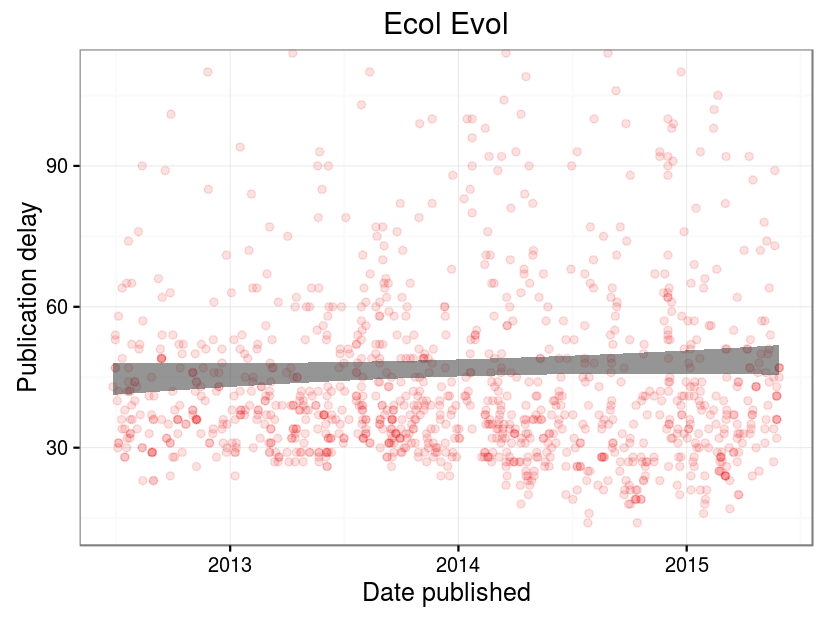 Ecol Evol
Publication delay
90
60
30
2013 2014 2015
Date published